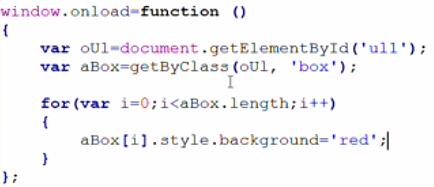 window.onload=function ()
{
    var oUl=document.getElementById('ul1');
    var aBox=getByClass(oUl, 'box');
    for(var i=0;i<aBox.length;i++)
    {
        aBox[i].style.background='red';
    }
};